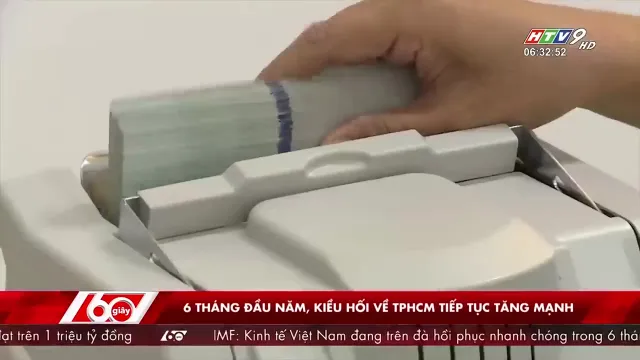 HTV9 HD
06:32:52
60 giây
6 THÁNG ĐẦU NĂM, KIỀU HỐI VỀ TPHCM TIẾP TỤC TĂNG MẠNH
đạt trên 1 triệu tỷ đồng 60 IMF: Kinh tế Việt Nam đang trên đà hồi phục nhanh chóng trong 6 thá